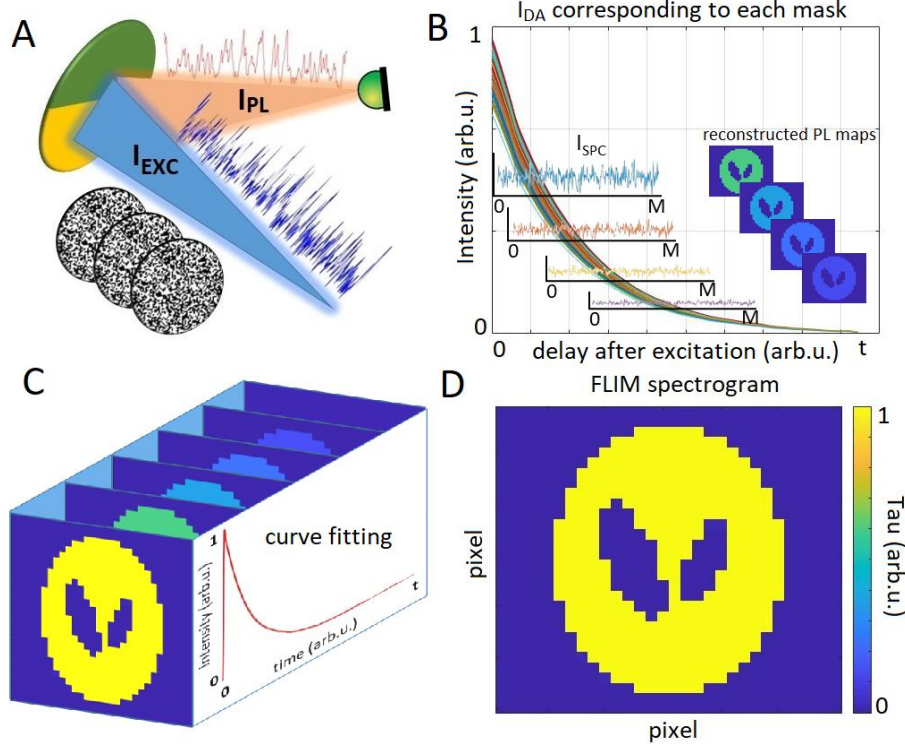 A
I_PL
I_EXC
B
I_DA corresponding to each mask
1
Intensity (arb.u.)
reconstructed PL maps
I_SPC
0 M
0 M
0 M
0 M
0
0 delay after excitation (arb.u.) t
C
curve fitting
1
intensity (arb.u.)
t
time (arb.u.)
0
0
D
FLIM spectrogram
1
pixel
Tau (arb.u.)
0
pixel